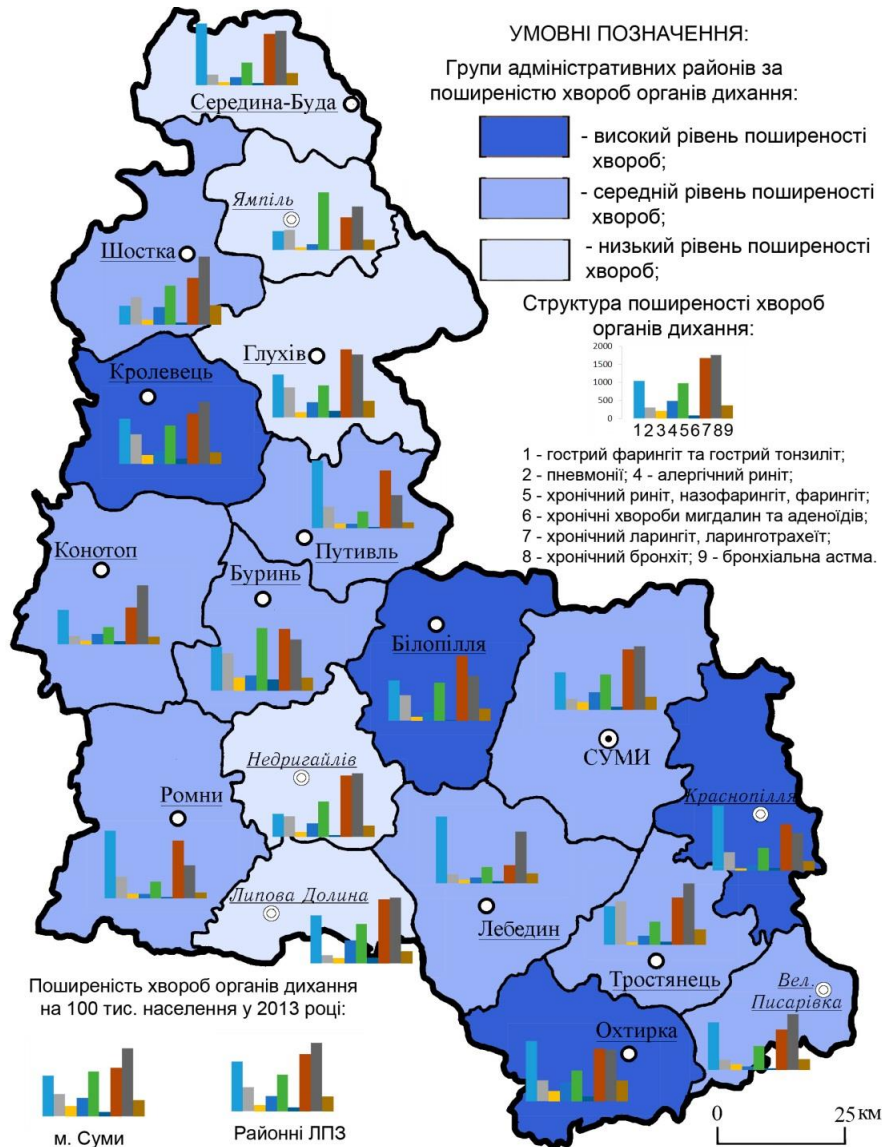 УМОВНІ ПОЗНАЧЕННЯ:
Групи адміністративних районів за
поширеністю хвороб органів дихання:
- високий рівень поширеності
хвороб;
- середній рівень поширеності
хвороб;
- низький рівень поширеності
хвороб;
Структура поширеності хвороб
органів дихання:
2000
1500
1000
500
0
123456789
1 - гострий фарингіт та гострий тонзиліт;
2 - пневмонії; 4 - алергічний риніт;
5 - хронічний риніт, назофарингіт, фарингіт;
6 - хронічні хвороби мигдалин та аденоїдів;
7 - хронічний ларингіт, ларинготрахеїт;
8 - хронічний бронхіт; 9 - бронхіальна астма.
Середина-Буда
Ямпіль
Шостка
Глухів
Кролевець
Путивль
Конотоп
Буринь
Білопілля
СУМИ
Недригайлів
Ромни
Краснопілля
Липова Долина
Лебедин
Тростянець
Вел.
Писарівка
Охтирка
Поширеність хвороб органів дихання
на 100 тис. населення у 2013 році:
м. Суми
Районні ЛПЗ
0 25 км